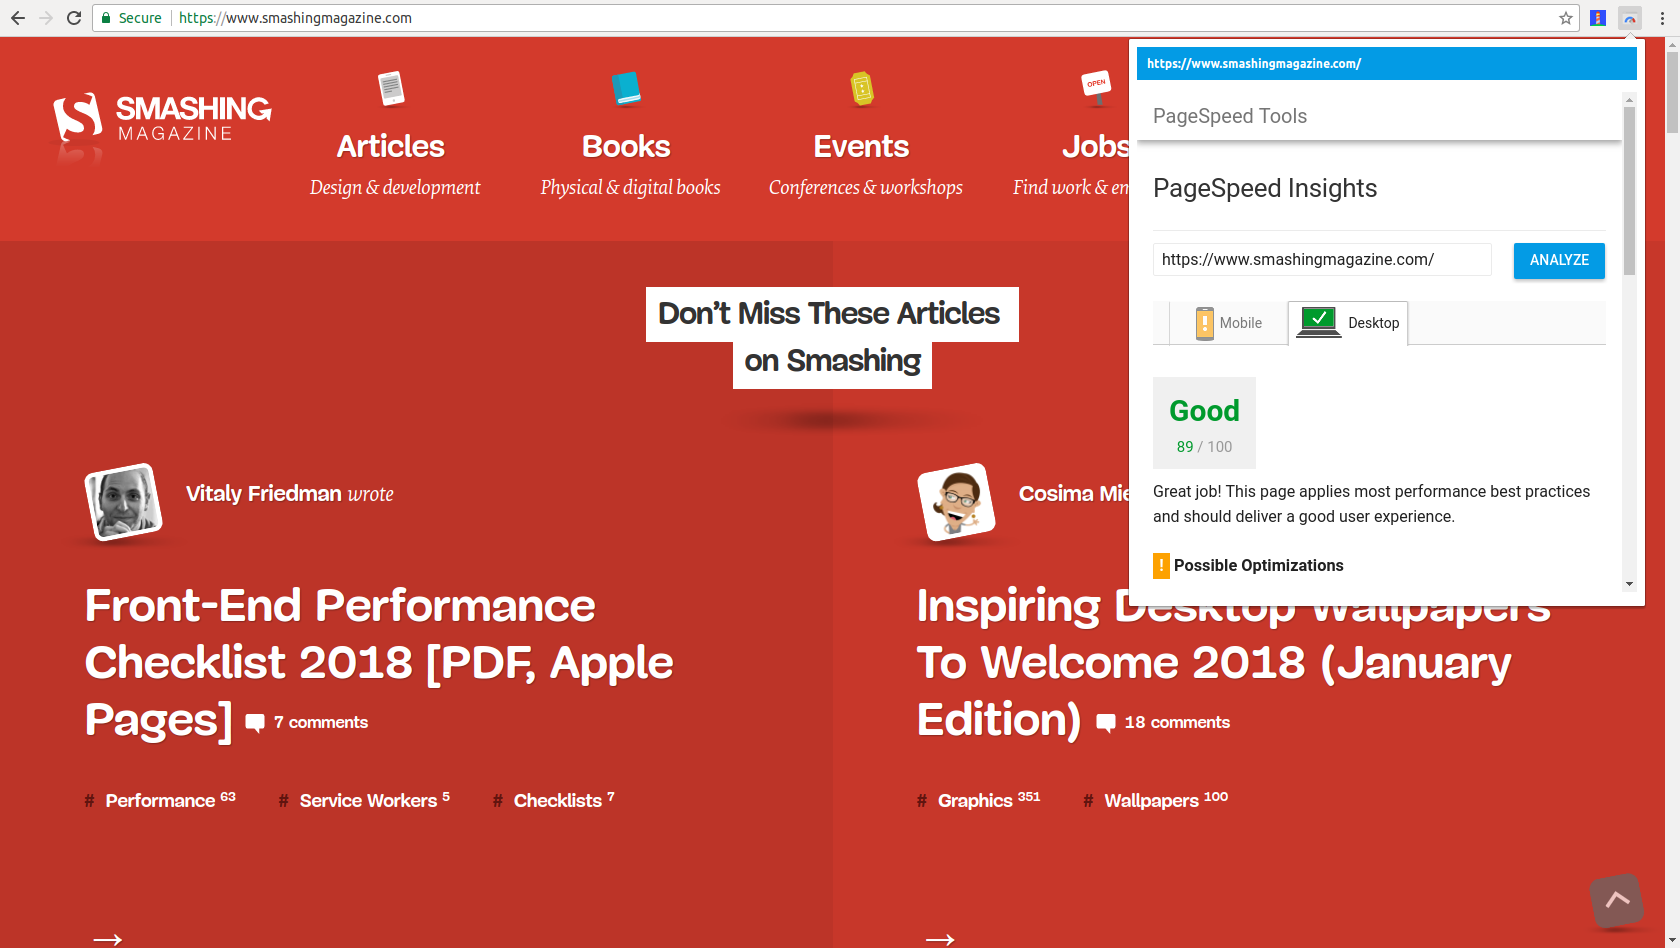 Secure https://www.smashingmagazine.com
SMASHING
MAGAZINE
Articles
Design & development
Books
Physical & digital books
Events
Conferences & workshops
OPEN
Jobs
Find work & em
Don’t Miss These Articles
on Smashing
Vitaly Friedman wrote
Front-End Performance
Checklist 2018 [PDF, Apple
Pages] 7 comments
# Performance 63 # Service Workers 5 # Checklists 7
Cosima Mie
Inspiring Desktop Wallpapers
To Welcome 2018 (January
Edition) 18 comments
# Graphics 351 # Wallpapers 100
https://www.smashingmagazine.com/
PageSpeed Tools
PageSpeed Insights
https://www.smashingmagazine.com/ ANALYZE
Mobile Desktop
Good
89 / 100
Great job! This page applies most performance best practices
and should deliver a good user experience.
! Possible Optimizations